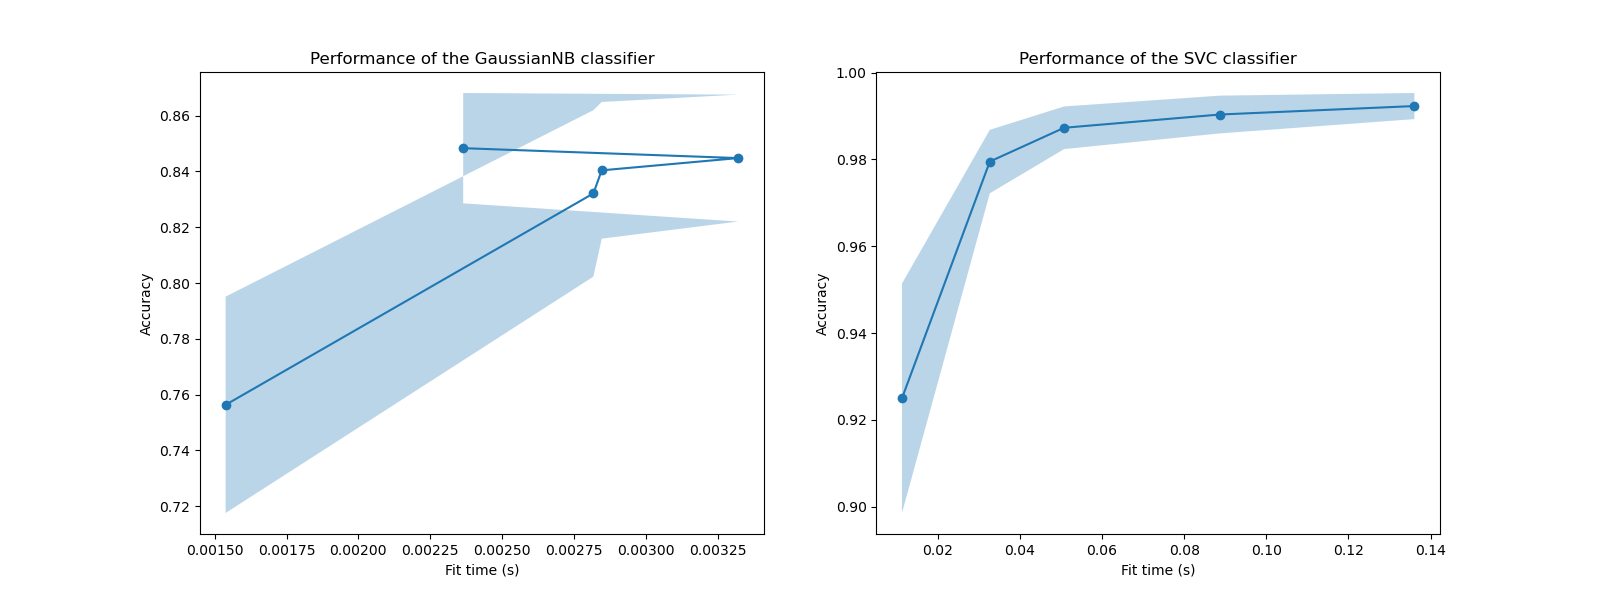 Performance of the GaussianNB classifier
Accuracy
0.86
0.84
0.82
0.80
0.78
0.76
0.74
0.72
0.00150 0.00175 0.00200 0.00225 0.00250 0.00275 0.00300 0.00325
Fit time (s)
Performance of the SVC classifier
Accuracy
1.00
0.98
0.96
0.94
0.92
0.90
0.02 0.04 0.06 0.08 0.10 0.12 0.14
Fit time (s)